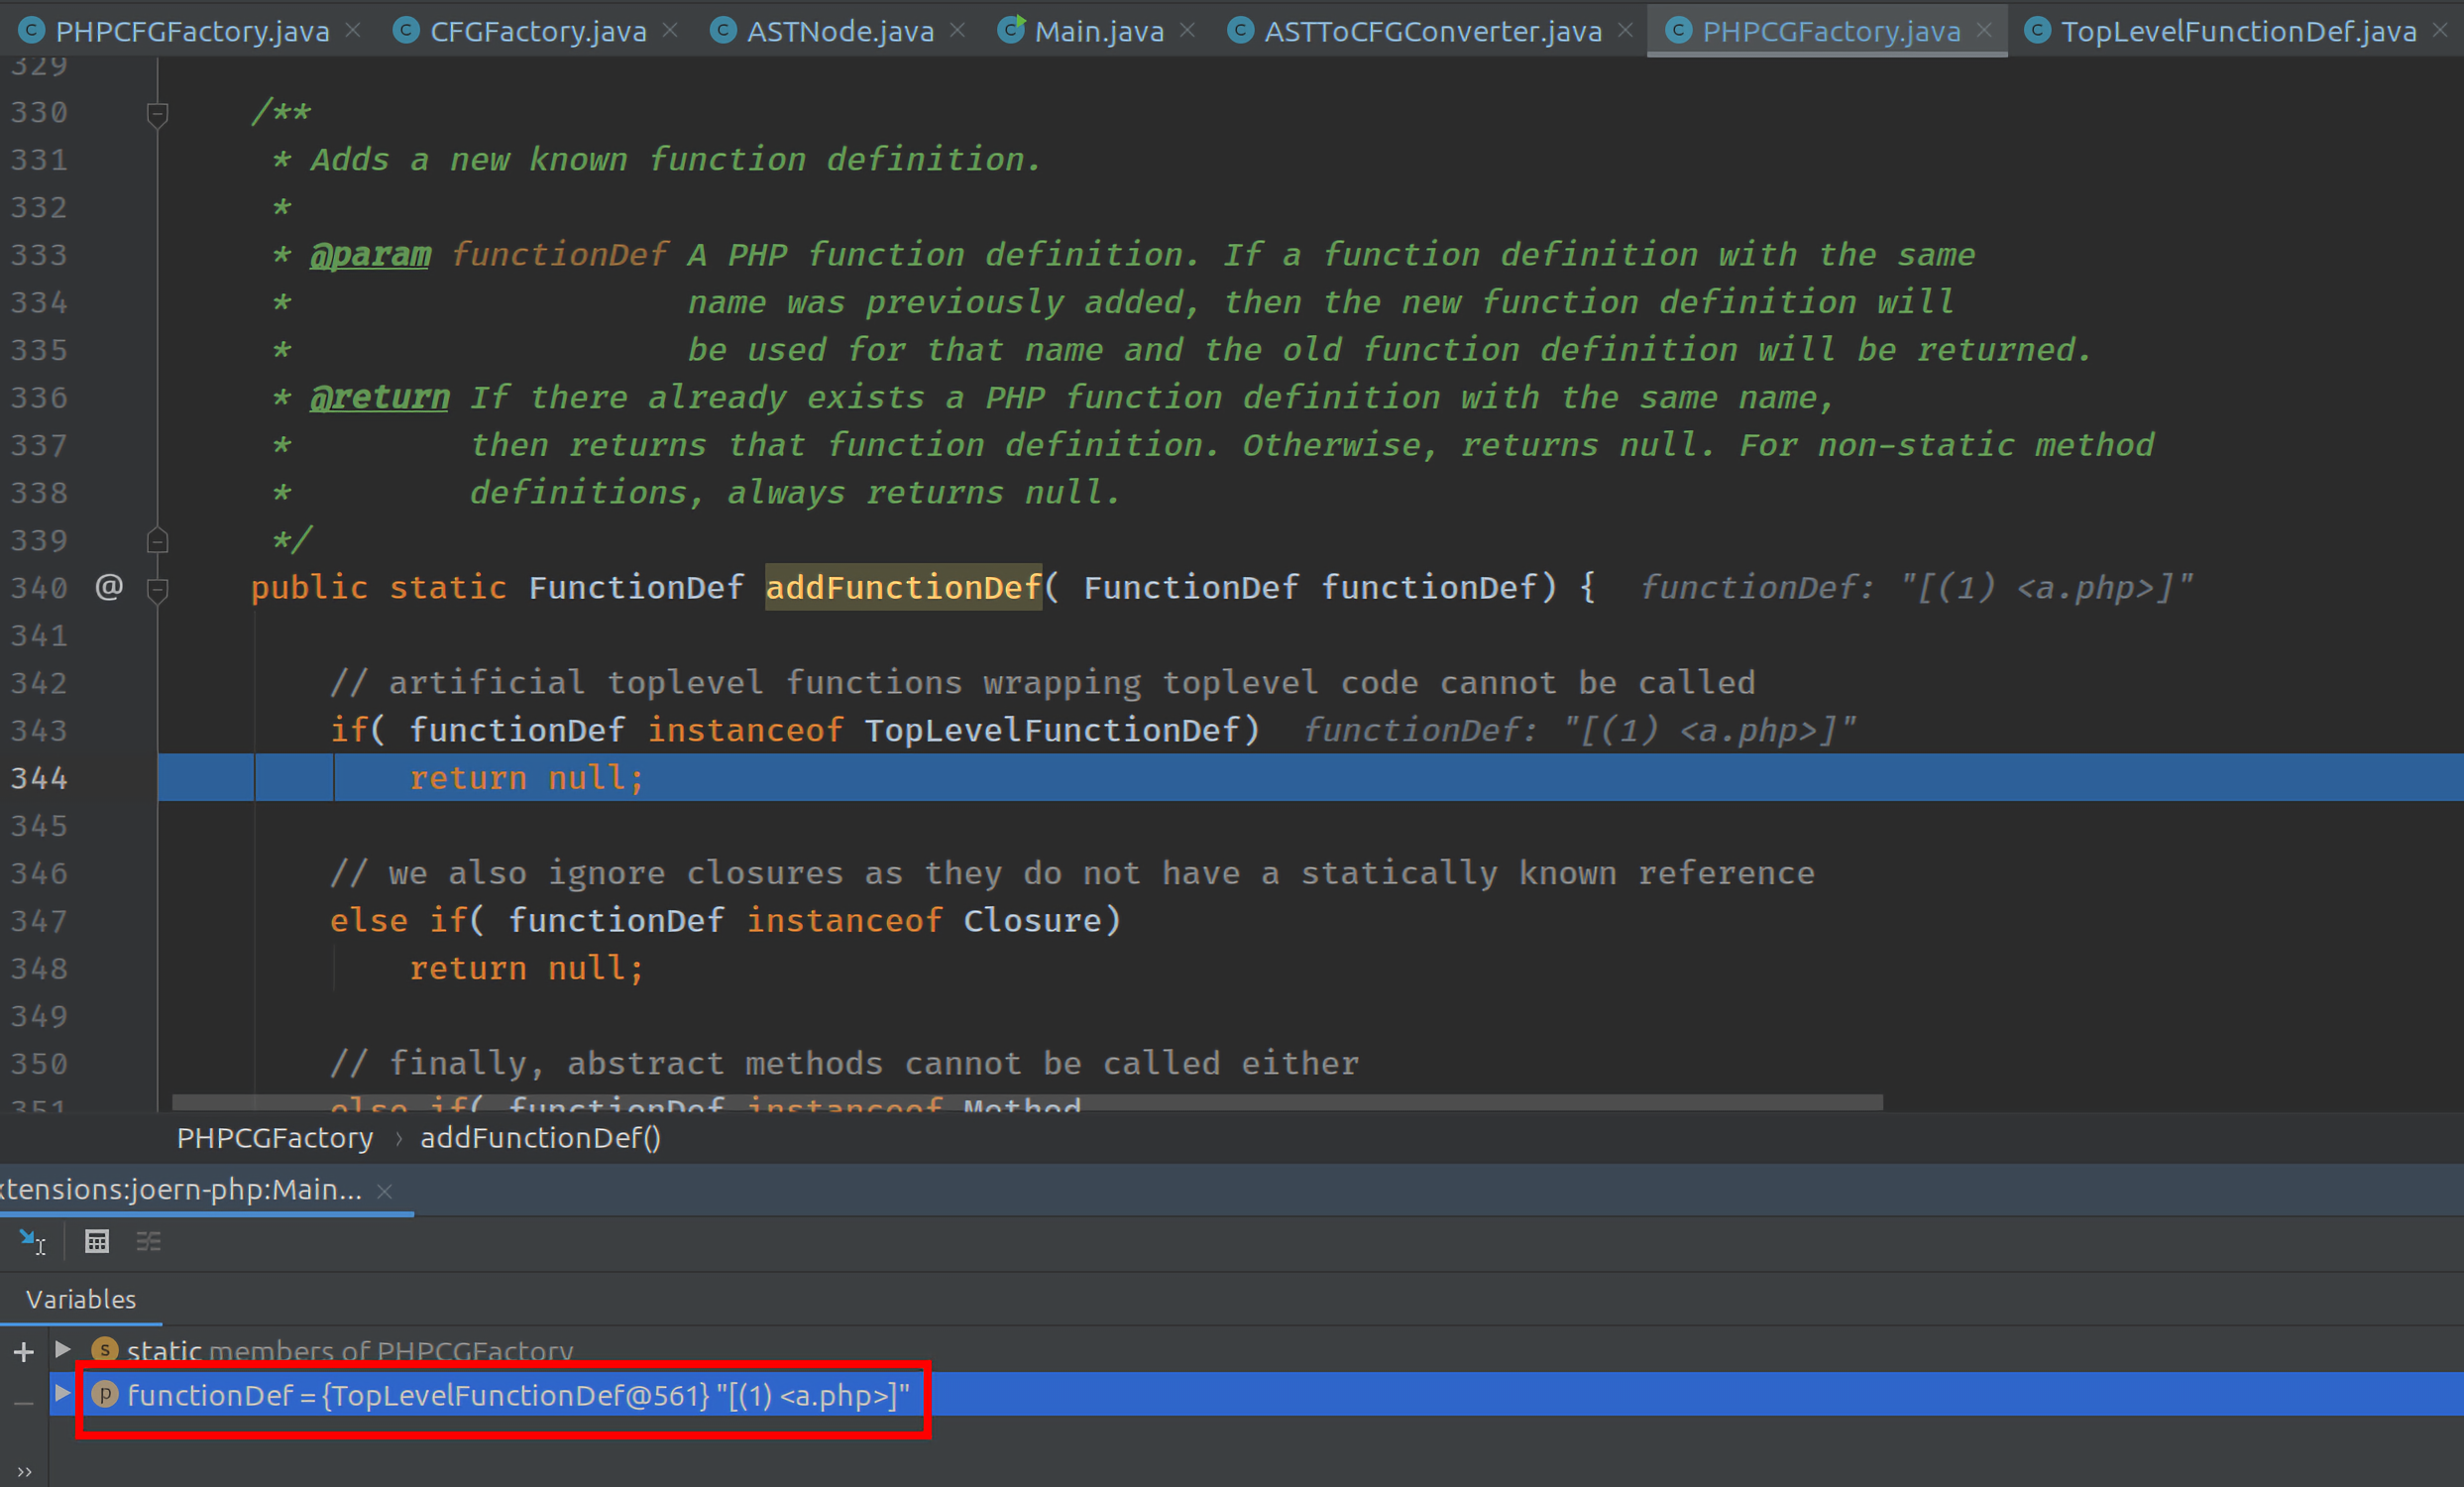 PHPCFGFactory.java CFGFactory.java ASTNode.java Main.java ASTToCFGConverter.java PHPCGFactory.java TopLevelFunctionDef.java
329
330 /**
331 * Adds a new known function definition.
332 *
333 * @param functionDef A PHP function definition. If a function definition with the same
334 * name was previously added, then the new function definition will
335 * be used for that name and the old function definition will be returned.
336 * @return If there already exists a PHP function definition with the same name,
337 * then returns that function definition. Otherwise, returns null. For non-static method
338 * definitions, always returns null.
339 */
340 @ public static FunctionDef addFunctionDef( FunctionDef functionDef) { functionDef: "[(1) <a.php>]"
341
342 // artificial toplevel functions wrapping toplevel code cannot be called
343 if( functionDef instanceof TopLevelFunctionDef) functionDef: "[(1) <a.php>]"
344 return null;
345
346 // we also ignore closures as they do not have a statically known reference
347 else if( functionDef instanceof Closure)
348 return null;
349
350 // finally, abstract methods cannot be called either
351 else if( functionDef instanceof Method
PHPCGFactory › addFunctionDef()
xtensions:joern-php:Main...
Variables
static members of PHPCGFactory
functionDef = {TopLevelFunctionDef@561} "[(1) <a.php>]"